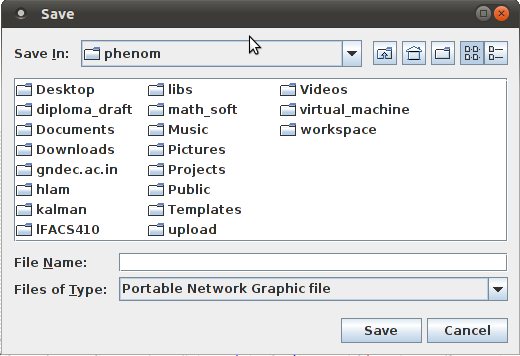 Save
Save In: phenom
Desktop libs Videos
diploma_draft math_soft virtual_machine
Documents Music workspace
Downloads Pictures
gndec.ac.in Projects
hlam Public
kalman Templates
lFACS410 upload
File Name:
Files of Type: Portable Network Graphic file
Save Cancel